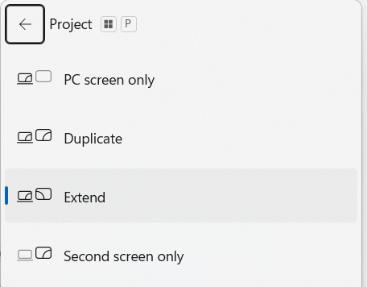 Project P
PC screen only
Duplicate
Extend
Second screen only